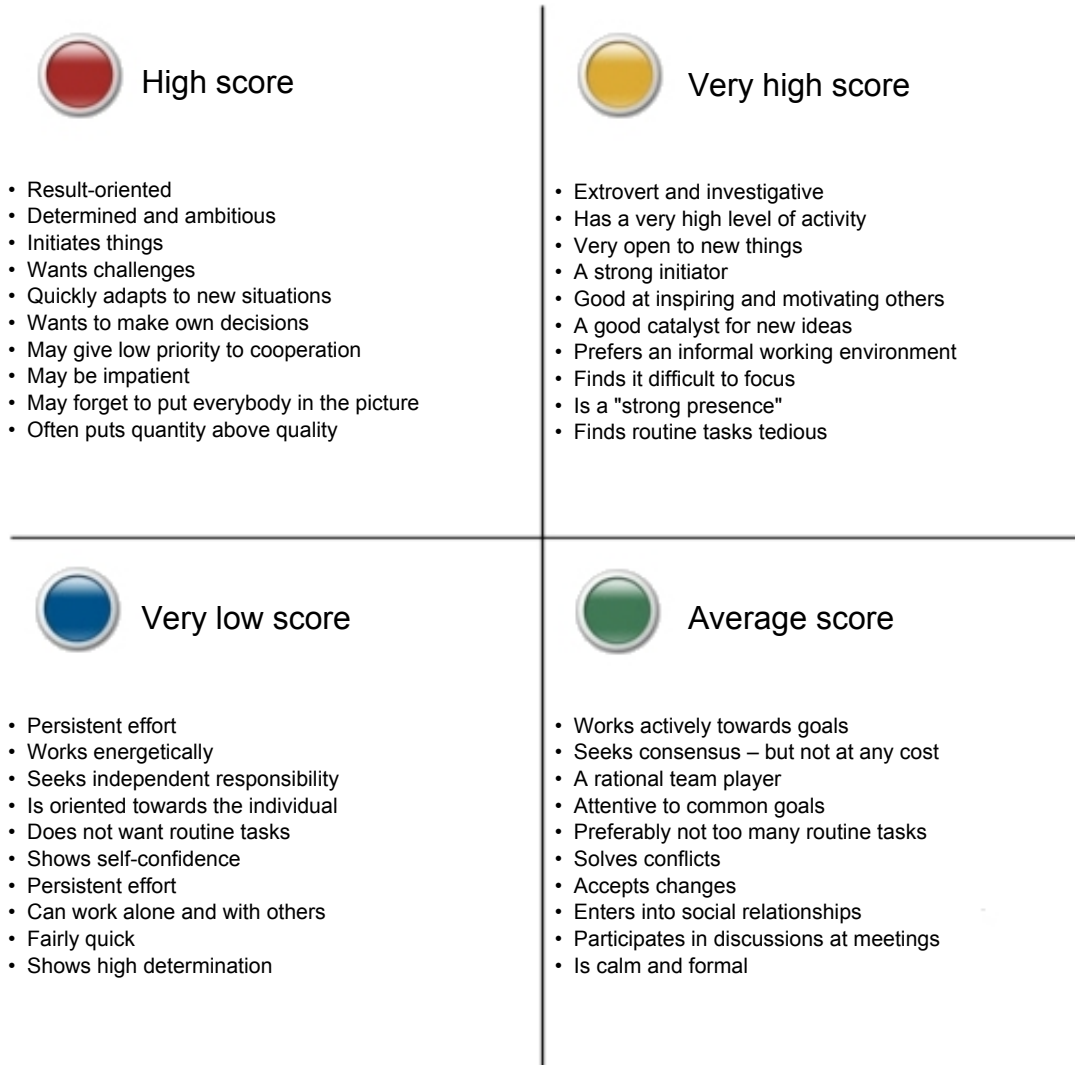 High score
• Result-oriented
• Determined and ambitious
• Initiates things
• Wants challenges
• Quickly adapts to new situations
• Wants to make own decisions
• May give low priority to cooperation
• May be impatient
• May forget to put everybody in the picture
• Often puts quantity above quality
Very high score
• Extrovert and investigative
• Has a very high level of activity
• Very open to new things
• A strong initiator
• Good at inspiring and motivating others
• A good catalyst for new ideas
• Prefers an informal working environment
• Finds it difficult to focus
• Is a "strong presence"
• Finds routine tasks tedious
Very low score
• Persistent effort
• Works energetically
• Seeks independent responsibility
• Is oriented towards the individual
• Does not want routine tasks
• Shows self-confidence
• Persistent effort
• Can work alone and with others
• Fairly quick
• Shows high determination
Average score
• Works actively towards goals
• Seeks consensus – but not at any cost
• A rational team player
• Attentive to common goals
• Preferably not too many routine tasks
• Solves conflicts
• Accepts changes
• Enters into social relationships
• Participates in discussions at meetings
• Is calm and formal